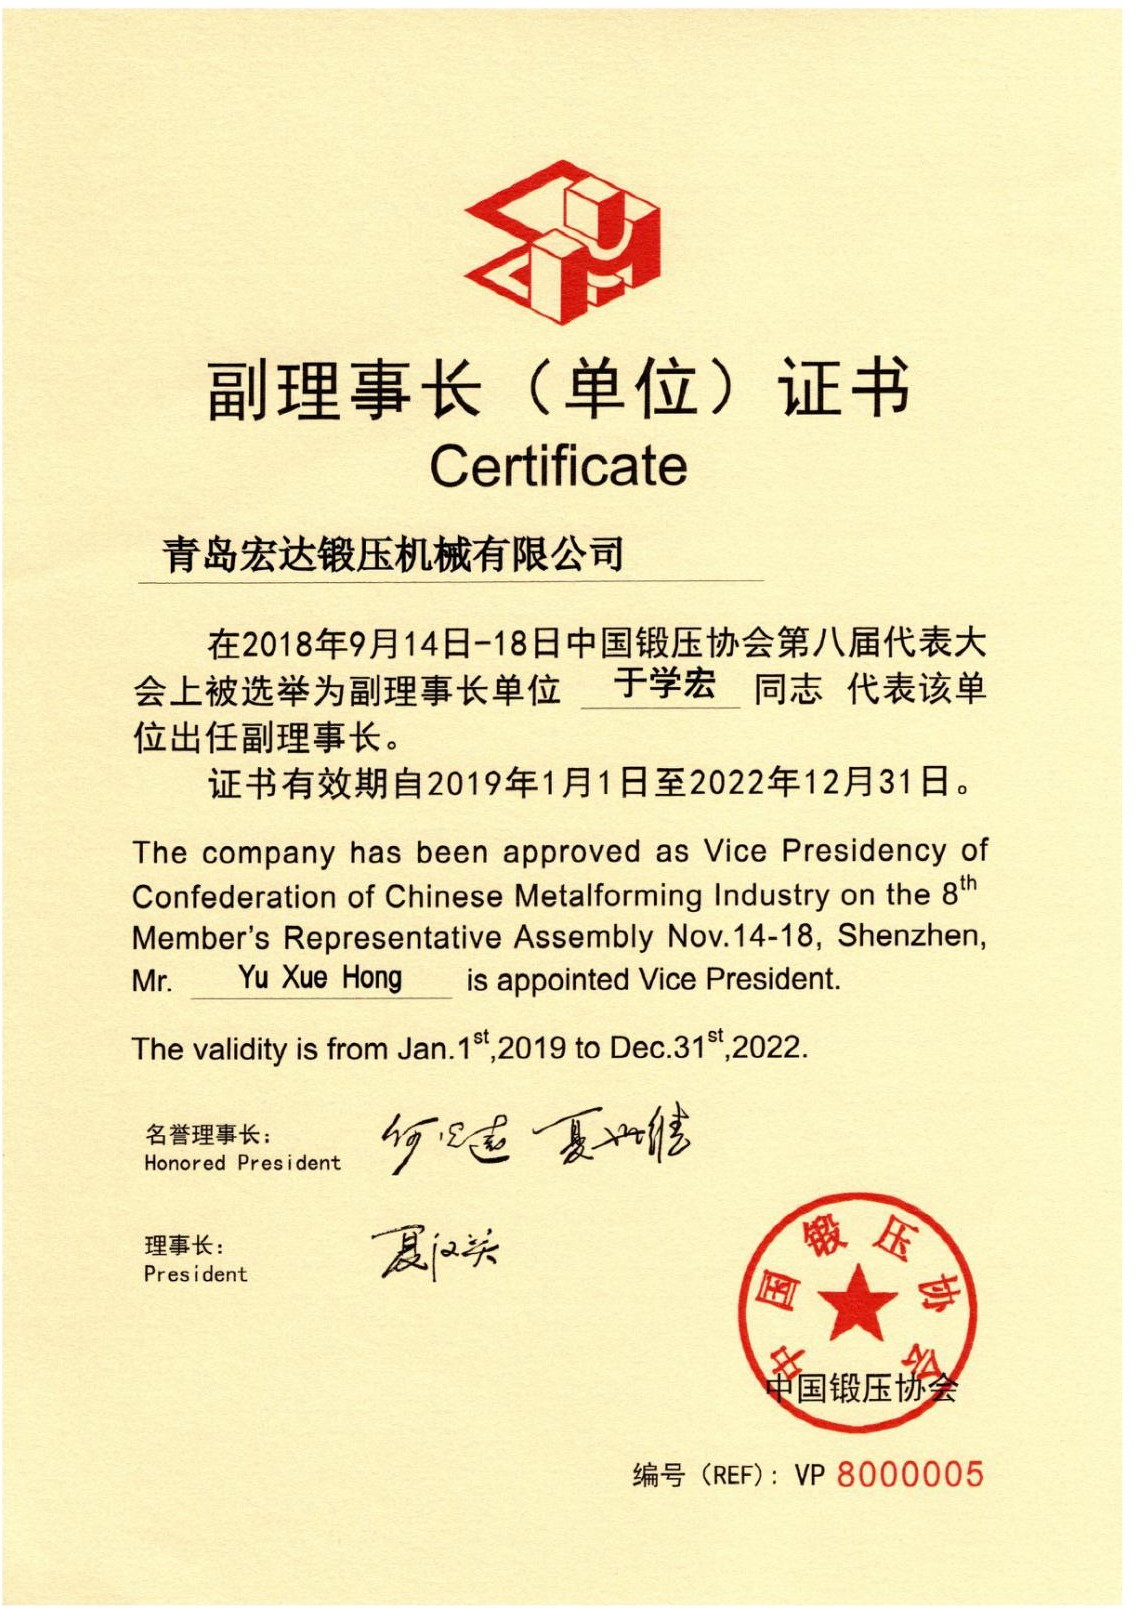 副理事长（单位）证书
Certificate
青岛宏达锻压机械有限公司
在2018年9月14日-18日中国锻压协会第八届代表大
会上被选举为副理事长单位 于学宏 同志 代表该单
位出任副理事长。
证书有效期自2019年1月1日至2022年12月31日。
The company has been approved as Vice Presidency of
Confederation of Chinese Metalforming Industry on the 8th
Member's Representative Assembly Nov.14-18, Shenzhen,
Mr. Yu Xue Hong is appointed Vice President.
The validity is from Jan.1st,2019 to Dec.31st,2022.
名誉理事长：
Honored President
理事长：
President
中国锻压协会
中国锻压协会
编号（REF）：VP 8000005